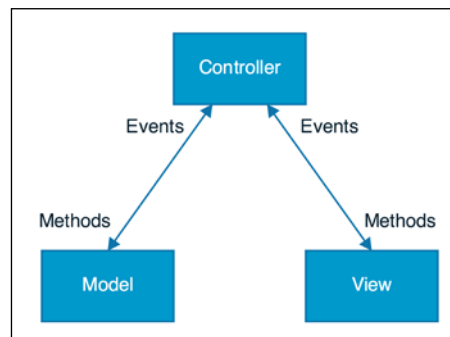 Controller
Events Events
Methods Methods
Model View